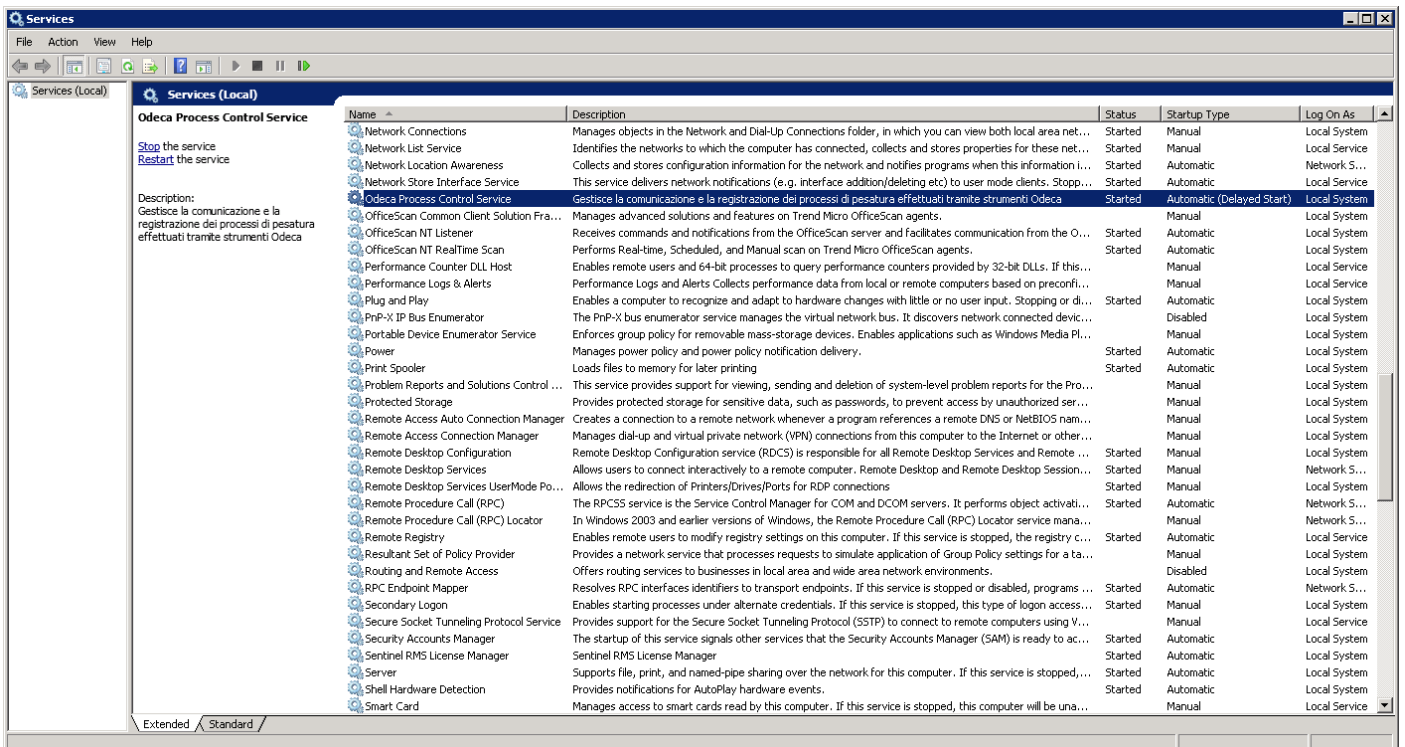 Services
File Action View Help
Services (Local)
Services (Local)
Odeca Process Control Service
Stop the service
Restart the service
Description:
Gestisce la comunicazione e la
registrazione dei processi di pesatura
effettuati tramite strumenti Odeca
Name Description Status Startup Type Log On As
Network Connections Manages objects in the Network and Dial-Up Connections folder, in which you can view both local area net... Started Manual Local System
Network List Service Identifies the networks to which the computer has connected, collects and stores properties for these net... Started Manual Local Service
Network Location Awareness Collects and stores configuration information for the network and notifies programs when this information i... Started Automatic Network S...
Network Store Interface Service This service delivers network notifications (e.g. interface addition/deleting etc) to user mode clients. Stopp... Started Automatic Local Service
Odeca Process Control Service Gestisce la comunicazione e la registrazione dei processi di pesatura effettuati tramite strumenti Odeca Started Automatic (Delayed Start) Local System
OfficeScan Common Client Solution Fra... Manages advanced solutions and features on Trend Micro OfficeScan agents. Manual Local System
OfficeScan NT Listener Receives commands and notifications from the OfficeScan server and facilitates communication from the O... Started Automatic Local System
OfficeScan NT RealTime Scan Performs Real-time, Scheduled, and Manual scan on Trend Micro OfficeScan agents. Started Automatic Local System
Performance Counter DLL Host Enables remote users and 64-bit processes to query performance counters provided by 32-bit DLLs. If this... Manual Local Service
Performance Logs & Alerts Performance Logs and Alerts Collects performance data from local or remote computers based on preconfi... Manual Local Service
Plug and Play Enables a computer to recognize and adapt to hardware changes with little or no user input. Stopping or di... Started Automatic Local System
PnP-X IP Bus Enumerator The PnP-X bus enumerator service manages the virtual network bus. It discovers network connected devic... Disabled Local System
Portable Device Enumerator Service Enforces group policy for removable mass-storage devices. Enables applications such as Windows Media Pl... Manual Local System
Power Manages power policy and power policy notification delivery. Started Automatic Local System
Print Spooler Loads files to memory for later printing Started Automatic Local System
Problem Reports and Solutions Control ... This service provides support for viewing, sending and deletion of system-level problem reports for the Pro... Manual Local System
Protected Storage Provides protected storage for sensitive data, such as passwords, to prevent access by unauthorized ser... Manual Local System
Remote Access Auto Connection Manager Creates a connection to a remote network whenever a program references a remote DNS or NetBIOS nam... Manual Local System
Remote Access Connection Manager Manages dial-up and virtual private network (VPN) connections from this computer to the Internet or other... Manual Local System
Remote Desktop Configuration Remote Desktop Configuration service (RDCS) is responsible for all Remote Desktop Services and Remote ... Started Manual Local System
Remote Desktop Services Allows users to connect interactively to a remote computer. Remote Desktop and Remote Desktop Session... Started Manual Network S...
Remote Desktop Services UserMode Po... Allows the redirection of Printers/Drives/Ports for RDP connections Started Manual Local System
Remote Procedure Call (RPC) The RPCSS service is the Service Control Manager for COM and DCOM servers. It performs object activati... Started Automatic Network S...
Remote Procedure Call (RPC) Locator In Windows 2003 and earlier versions of Windows, the Remote Procedure Call (RPC) Locator service mana... Manual Network S...
Remote Registry Enables remote users to modify registry settings on this computer. If this service is stopped, the registry c... Started Automatic Local Service
Resultant Set of Policy Provider Provides a network service that processes requests to simulate application of Group Policy settings for a ta... Manual Local System
Routing and Remote Access Offers routing services to businesses in local area and wide area network environments. Disabled Local System
RPC Endpoint Mapper Resolves RPC interfaces identifiers to transport endpoints. If this service is stopped or disabled, programs ... Started Automatic Network S...
Secondary Logon Enables starting processes under alternate credentials. If this service is stopped, this type of logon access... Started Manual Local System
Secure Socket Tunneling Protocol Service Provides support for the Secure Socket Tunneling Protocol (SSTP) to connect to remote computers using V... Manual Local Service
Security Accounts Manager The startup of this service signals other services that the Security Accounts Manager (SAM) is ready to ac... Started Automatic Local System
Sentinel RMS License Manager Sentinel RMS License Manager Started Automatic Local System
Server Supports file, print, and named-pipe sharing over the network for this computer. If this service is stopped,... Started Automatic Local System
Shell Hardware Detection Provides notifications for AutoPlay hardware events. Started Automatic Local System
Smart Card Manages access to smart cards read by this computer. If this service is stopped, this computer will be una... Manual Local Service
Extended Standard